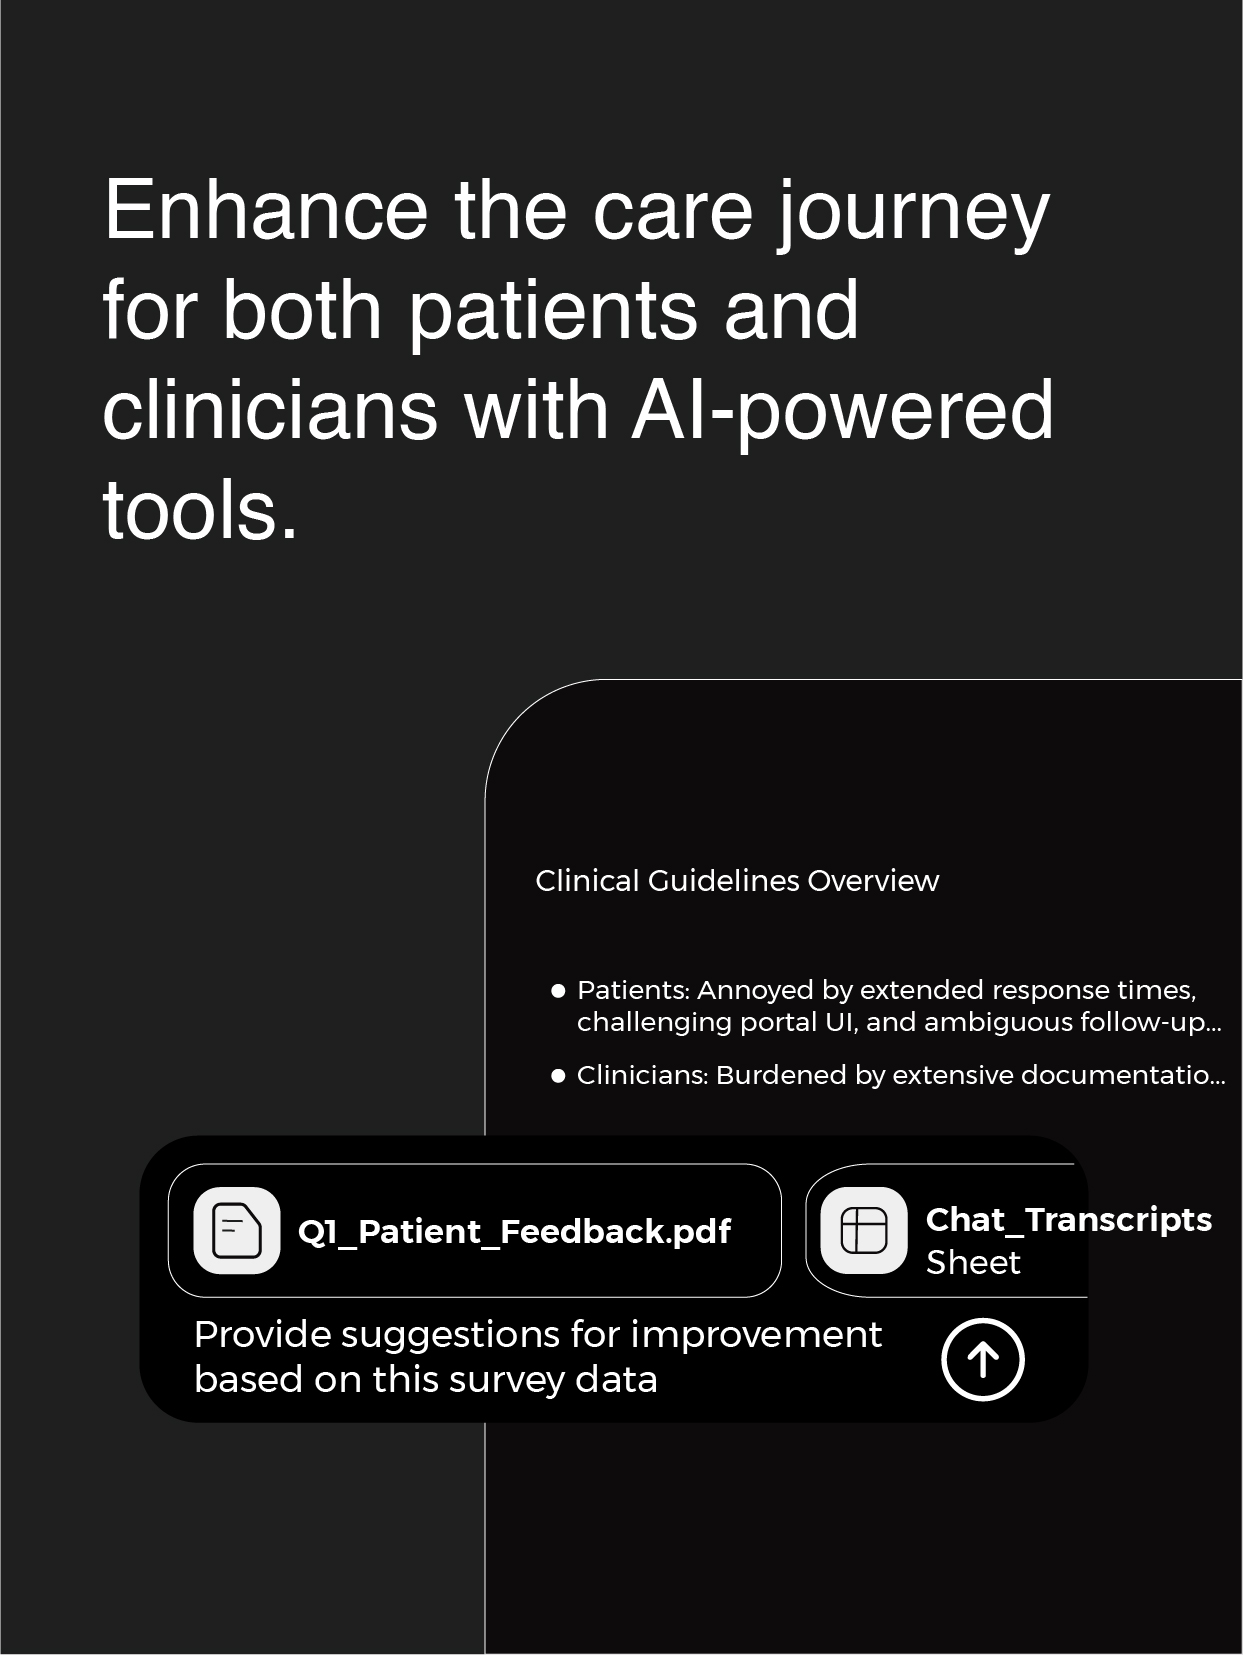 Enhance the care journey
for both patients and
clinicians with AI-powered
tools.
Clinical Guidelines Overview
● Patients: Annoyed by extended response times,
challenging portal UI, and ambiguous follow-up...
● Clinicians: Burdened by extensive documentatio...
Q1_Patient_Feedback.pdf
Chat_Transcripts
Sheet
Provide suggestions for improvement
based on this survey data